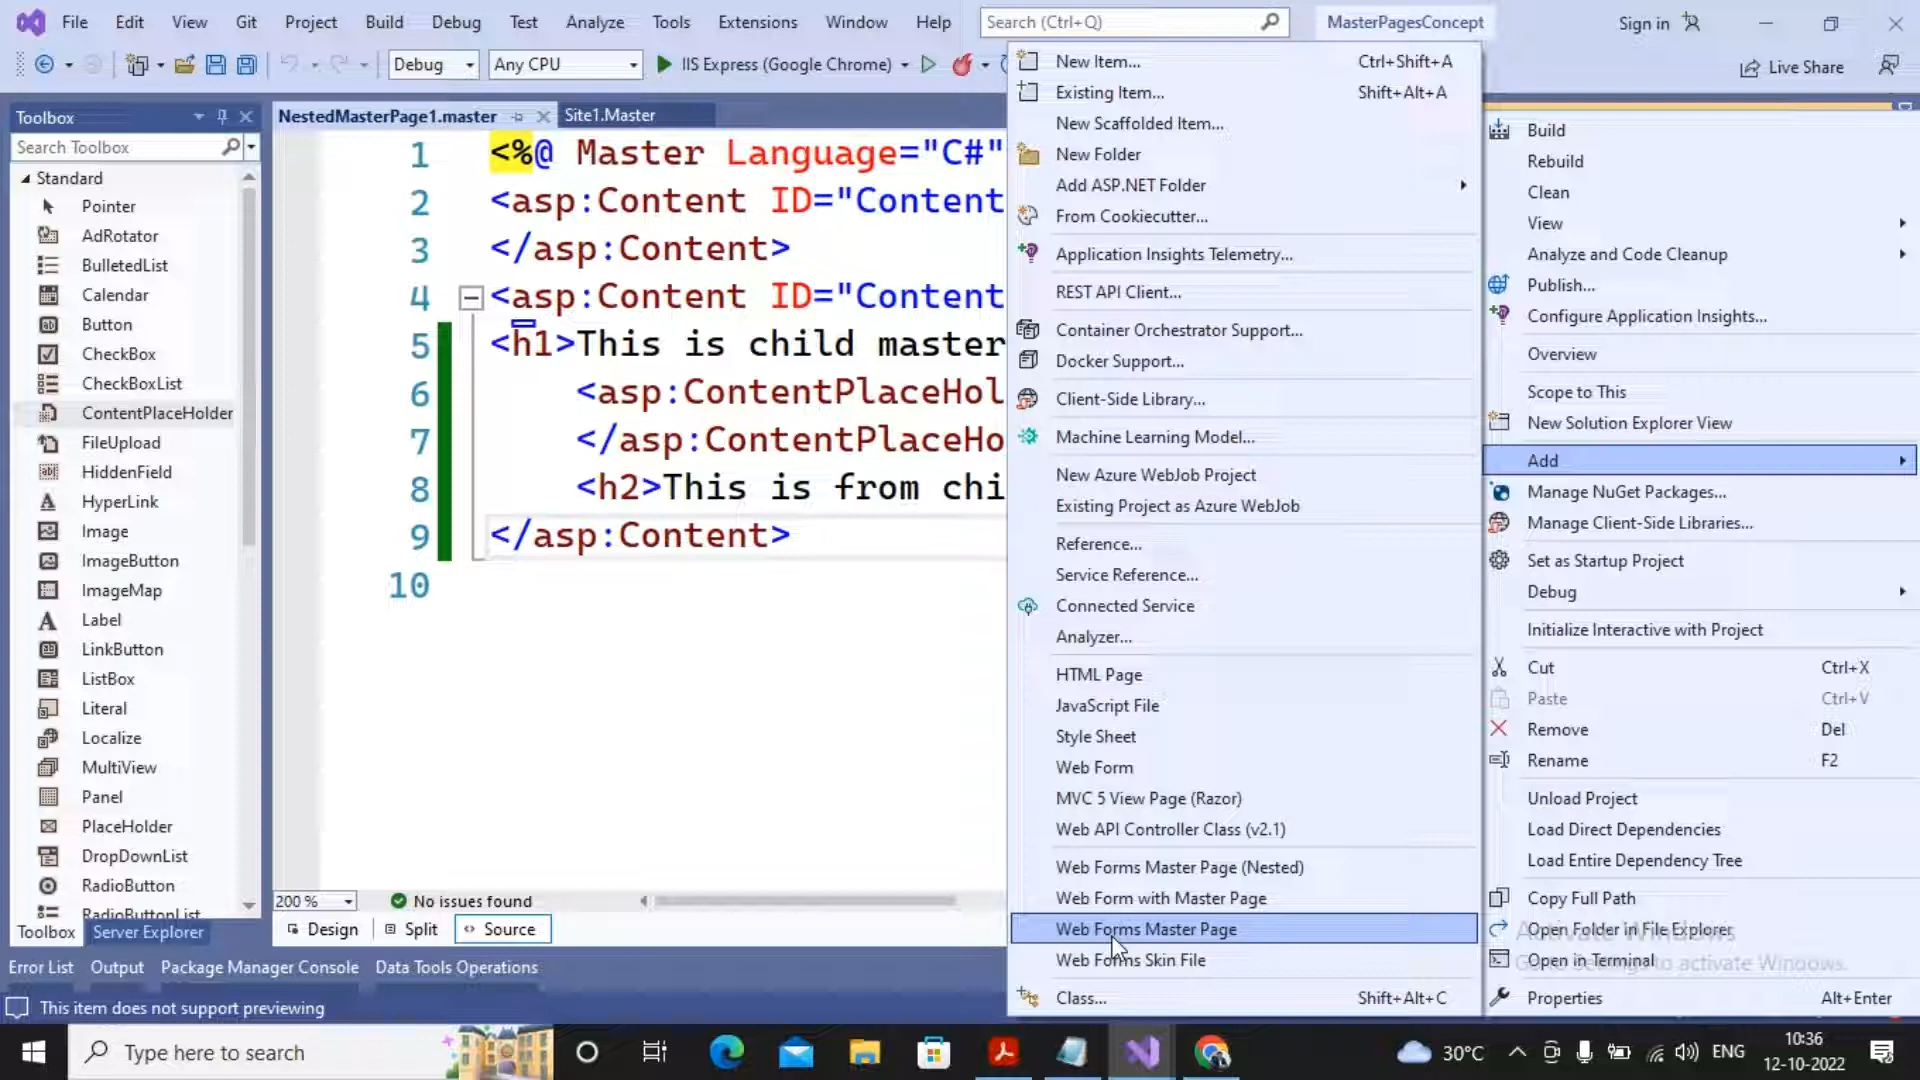 File Edit View Git Project Build Debug Test Analyze Tools Extensions Window Help Search (Ctrl+Q) MasterPagesConcept Sign in
Debug Any CPU IIS Express (Google Chrome) Live Share
Toolbox
Search Toolbox
Standard
Pointer
AdRotator
BulletedList
Calendar
Button
CheckBox
CheckBoxList
ContentPlaceHolder
FileUpload
HiddenField
HyperLink
Image
ImageButton
ImageMap
Label
LinkButton
ListBox
Literal
Localize
MultiView
Panel
PlaceHolder
DropDownList
RadioButton
RadioButtonList
Toolbox Server Explorer
NestedMasterPage1.master Site1.Master
1 <%@ Master Language="C#"
2 <asp:Content ID="Content
3 </asp:Content>
4 <asp:Content ID="Content
5 <h1>This is child master
6 <asp:ContentPlaceHol
7 </asp:ContentPlaceHo
8 <h2>This is from chi
9 </asp:Content>
10
200 % No issues found
Design Split Source
Error List Output Package Manager Console Data Tools Operations
This item does not support previewing
New Item... Ctrl+Shift+A
Existing Item... Shift+Alt+A
New Scaffolded Item...
New Folder
Add ASP.NET Folder
From Cookiecutter...
Application Insights Telemetry...
REST API Client...
Container Orchestrator Support...
Docker Support...
Client-Side Library...
Machine Learning Model...
New Azure WebJob Project
Existing Project as Azure WebJob
Reference...
Service Reference...
Connected Service
Analyzer...
HTML Page
JavaScript File
Style Sheet
Web Form
MVC 5 View Page (Razor)
Web API Controller Class (v2.1)
Web Forms Master Page (Nested)
Web Form with Master Page
Web Forms Master Page
Web Forms Skin File
Class... Shift+Alt+C
Build
Rebuild
Clean
View
Analyze and Code Cleanup
Publish...
Configure Application Insights...
Overview
Scope to This
New Solution Explorer View
Add
Manage NuGet Packages...
Manage Client-Side Libraries...
Set as Startup Project
Debug
Initialize Interactive with Project
Cut Ctrl+X
Paste Ctrl+V
Remove Del
Rename F2
Unload Project
Load Direct Dependencies
Load Entire Dependency Tree
Copy Full Path
Open Folder in File Explorer
Open in Terminal
Properties Alt+Enter
Activate Windows
Go to Settings to activate Windows.
Type here to search 30°C ENG 10:36
12-10-2022